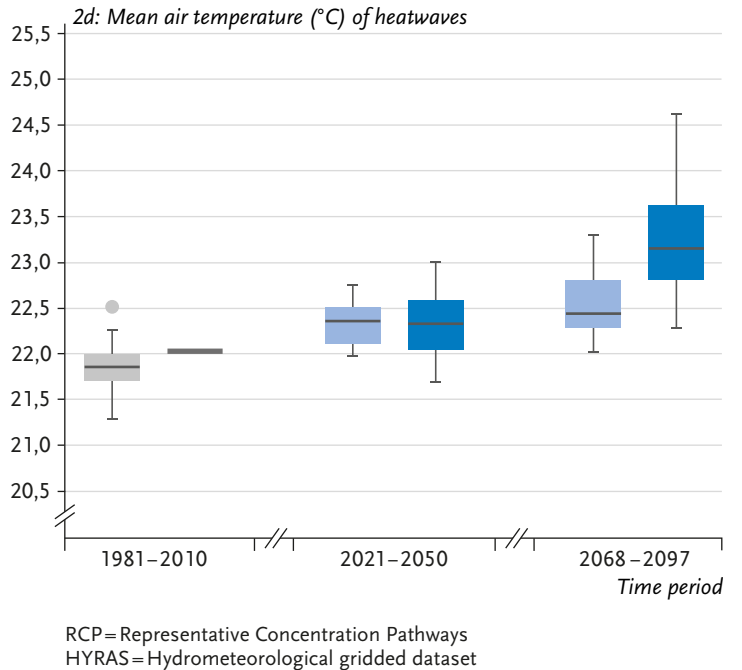 2d: Mean air temperature (°C) of heatwaves
25,5
25,0
24,5
24,0
23,5
23,0
22,5
22,0
21,5
21,0
20,5
1981–2010 2021–2050 2068–2097
Time period
RCP=Representative Concentration Pathways
HYRAS=Hydrometeorological gridded dataset